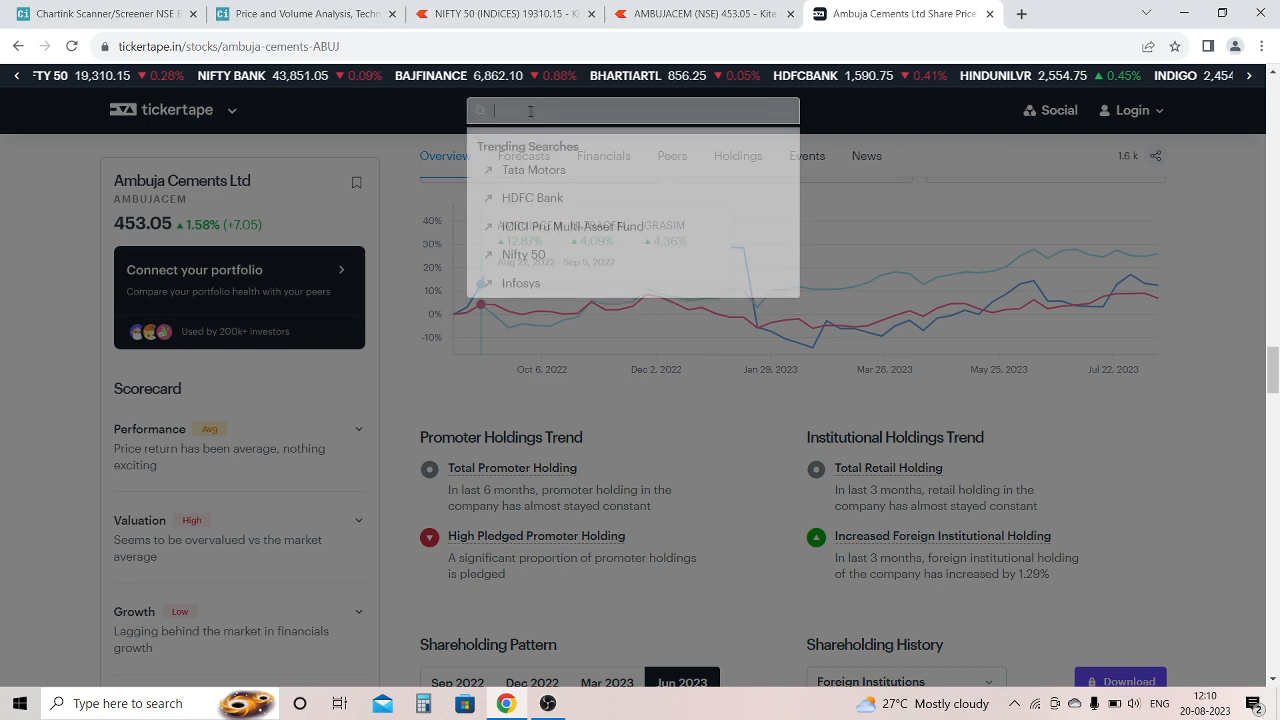 Chartink Screener NSE B
Price and Volume Analysis, Techn
NIFTY 50 (INDICES) 19310.15 - Ki
AMBUJACEM (NSE) 453.05 - Kite
Ambuja Cements Ltd Share Price
tickertape.in/stocks/ambuja-cements-ABUJ
TY 50 19,310.15 ▼ 0.28% NIFTY BANK 43,851.05 ▼ 0.09% BAJFINANCE 6,862.10 ▼ 0.88% BHARTIARTL 856.25 ▼ 0.05% HDFCBANK 1,590.75 ▼ 0.41% HINDUNILVR 2,554.75 ▲ 0.45% INDIGO 2,454
tickertape
Social
Login
Trending Searches
Tata Motors
HDFC Bank
ICICI Pru Multi-Asset Fund
Nifty 50
Infosys
Overview Forecasts Financials Peers Holdings Events News
1.6 k
Ambuja Cements Ltd
AMBUJACEM
453.05 ▲ 1.58% (+7.05)
Connect your portfolio
Compare your portfolio health with your peers
Used by 200k+ investors
Scorecard
Performance Avg
Price return has been average, nothing
exciting
Valuation High
Seems to be overvalued vs the market
average
Growth Low
Lagging behind the market in financials
growth
GRASIM
▲ 12.87% ▲ 4.09% ▲ 4.36%
Aug 22, 2022 - Sep 5, 2022
40%
30%
20%
10%
0%
-10%
Oct 6, 2022 Dec 2, 2022 Jan 29, 2023 Mar 28, 2023 May 25, 2023 Jul 22, 2023
Promoter Holdings Trend
Total Promoter Holding
In last 6 months, promoter holding in the
company has almost stayed constant
High Pledged Promoter Holding
A significant proportion of promoter holdings
is pledged
Institutional Holdings Trend
Total Retail Holding
In last 3 months, retail holding in the
company has almost stayed constant
Increased Foreign Institutional Holding
In last 3 months, foreign institutional holding
of the company has increased by 1.29%
Shareholding Pattern
Sep 2022 Dec 2022 Mar 2023 Jun 2023
Shareholding History
Foreign Institutions
Download
Type here to search
27°C Mostly cloudy
ENG
12:10
20-08-2023
2